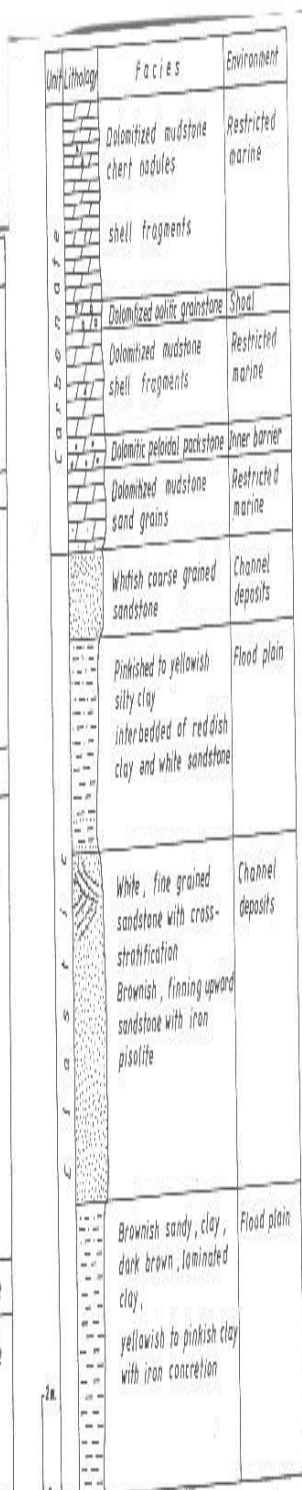 Unit Lithology Facies Environment
Carbonate
Dolomitized mudstone
chert nodules
shell fragments
Restricted
marine
Dolomitized oolitic grainstone Shoal
Dolomitized mudstone
shell fragments
Restricted
marine
Dolomitic peloidal packstone Inner barrier
Dolomitized mudstone
sand grains
Restricted
marine
Clastic
Whitish coarse grained
sandstone
Channel
deposits
Pinkished to yellowish
silty clay
interbedded of reddish
clay and white sandstone
Flood plain
White, fine grained
sandstone with cross-
stratification
Brownish, finning upward
sandstone with iron
pisolite
Channel
deposits
Brownish sandy, clay,
dark brown, laminated
clay,
yellowish to pinkish clay
with iron concretion
Flood plain
2m.